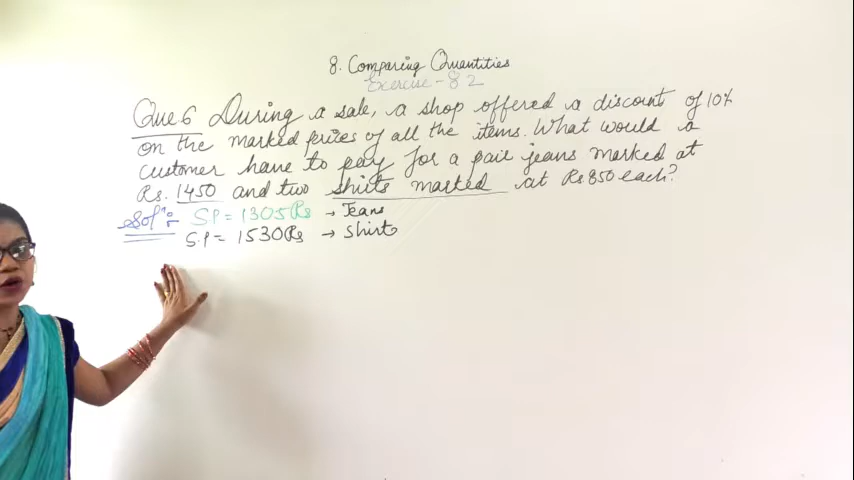 8. Comparing Quantities
Exercise-8.2
Que 6 During a sale, a shop offered a discount of 10%
on the marked prices of all the items. What would a
customer have to pay for a pair jeans marked at
Rs. 1450 and two shirts marked at Rs 850 each?
Solⁿ: SP = 1305 Rs → Jeans
S.P = 1530 Rs → Shirts